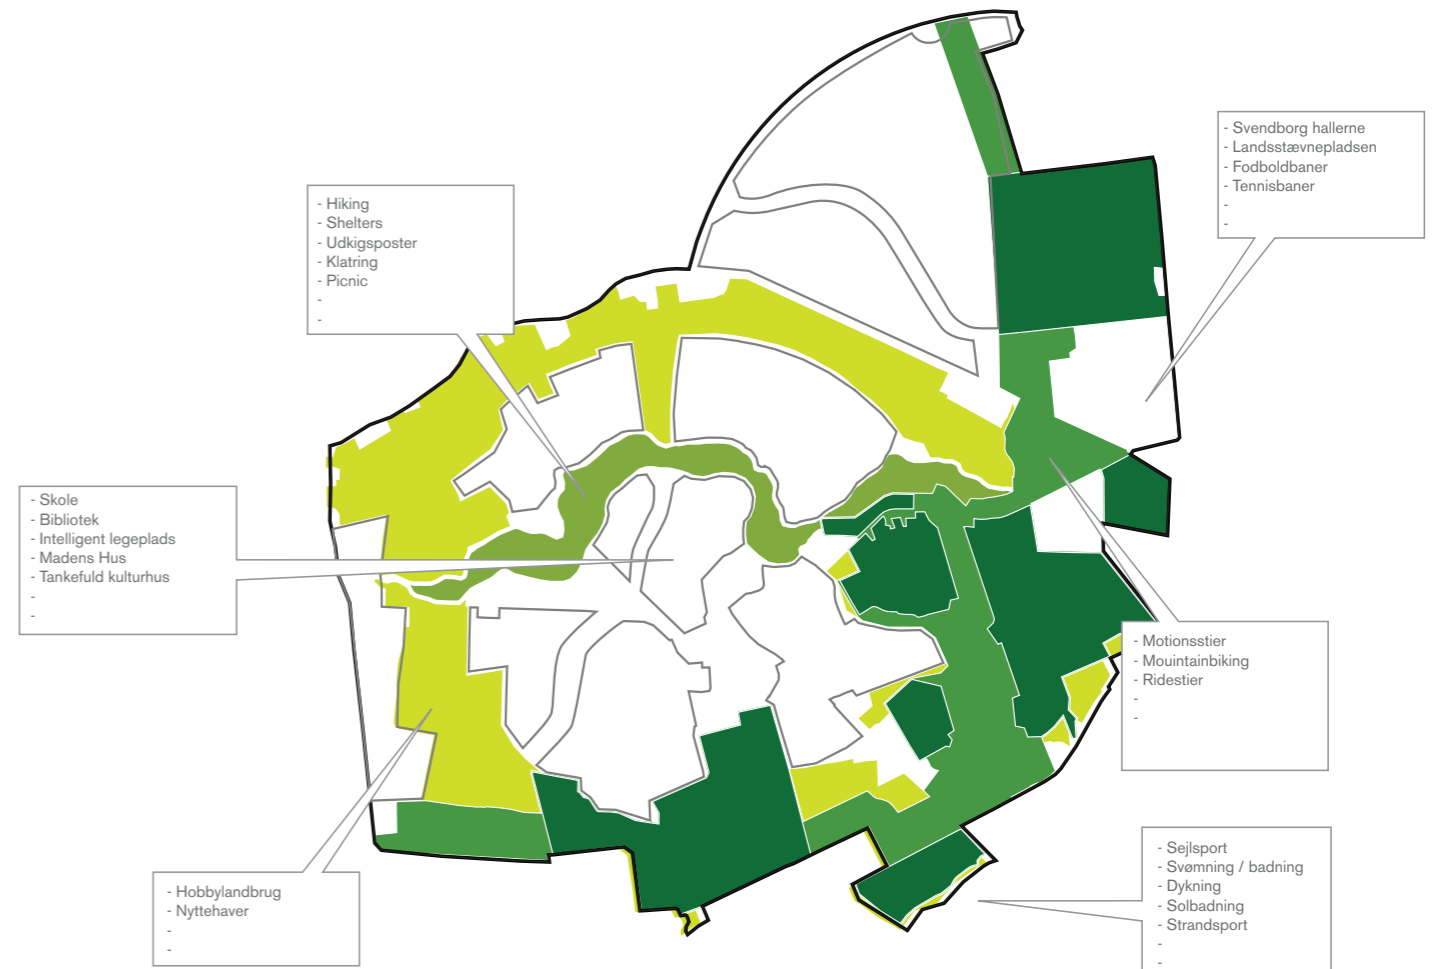 - Svendborg hallerne
- Landsstævnepladsen
- Fodboldbaner
- Tennisbaner
-
-
- Hiking
- Shelters
- Udkigsposter
- Klatring
- Picnic
-
-
- Skole
- Bibliotek
- Intelligent legeplads
- Madens Hus
- Tankefuld kulturhus
-
-
- Motionsstier
- Mouintainbiking
- Ridestier
-
-
- Hobbylandbrug
- Nyttehaver
-
-
- Sejlsport
- Svømning / badning
- Dykning
- Solbadning
- Strandsport
-
-